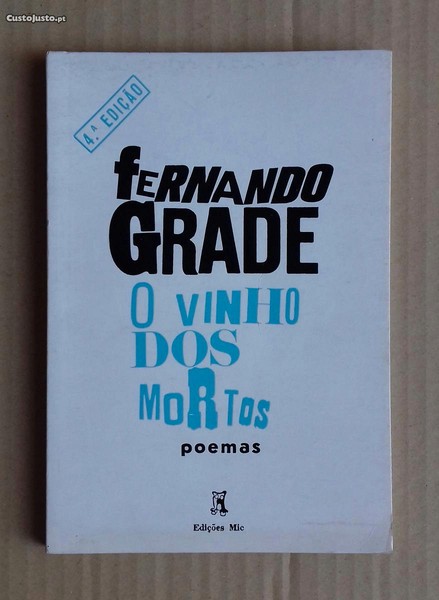 CustoJusto.pt
4.ª EDIÇÃO
fERNANDO
GRADE
O VINHO
DOS
MoRTos
poemas
Edições Mic